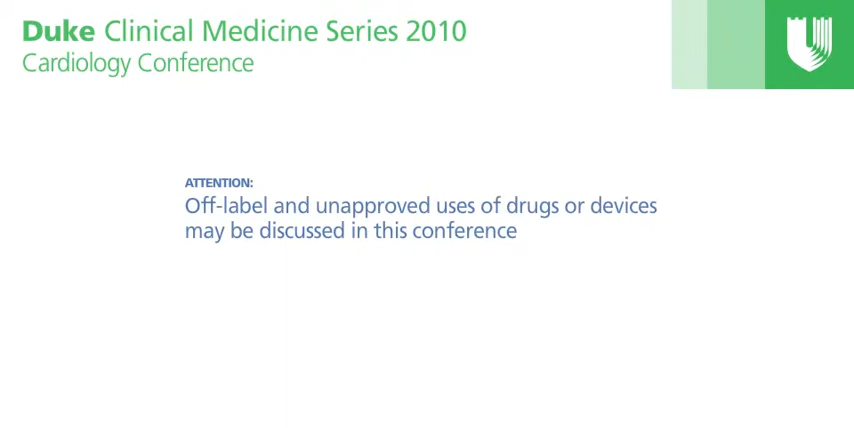 Duke Clinical Medicine Series 2010
Cardiology Conference
ATTENTION:
Off-label and unapproved uses of drugs or devices
may be discussed in this conference